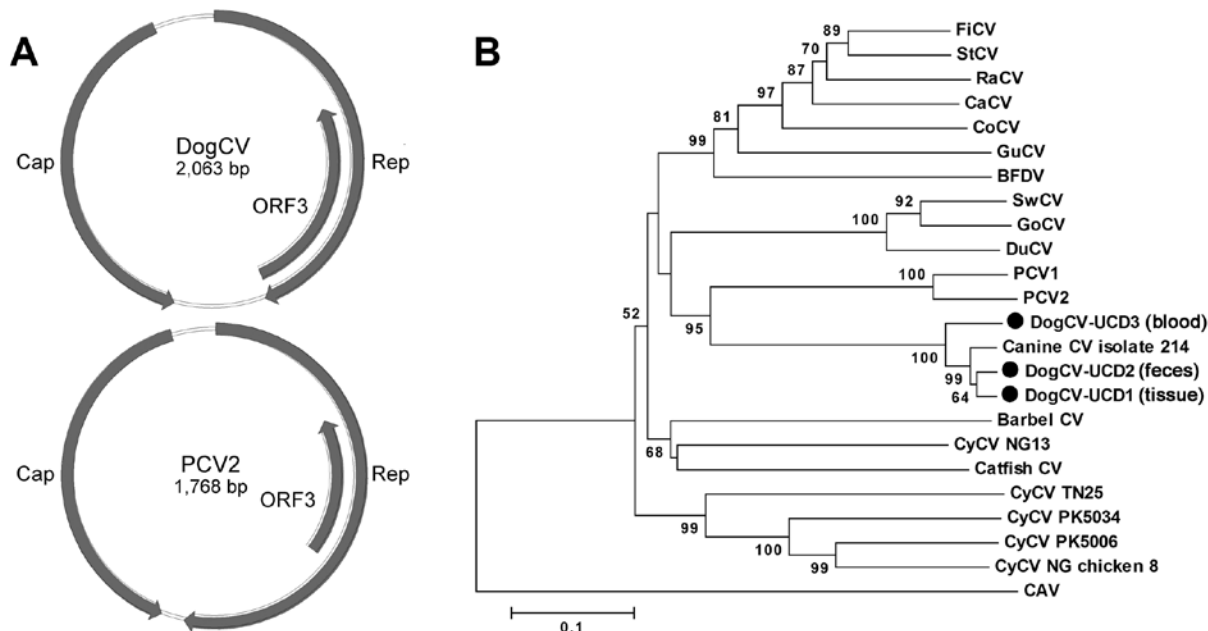 A
DogCV
2,063 bp
Cap
Rep
ORF3
PCV2
1,768 bp
Cap
Rep
ORF3
B
89
FiCV
StCV
70
RaCV
87
CaCV
97
CoCV
81
GuCV
99
BFDV
92
SwCV
100
GoCV
DuCV
100
PCV1
PCV2
52
95
DogCV-UCD3 (blood)
100
Canine CV isolate 214
99
DogCV-UCD2 (feces)
64
DogCV-UCD1 (tissue)
Barbel CV
68
CyCV NG13
Catfish CV
CyCV TN25
99
CyCV PK5034
100
CyCV PK5006
99
CyCV NG chicken 8
CAV
0.1